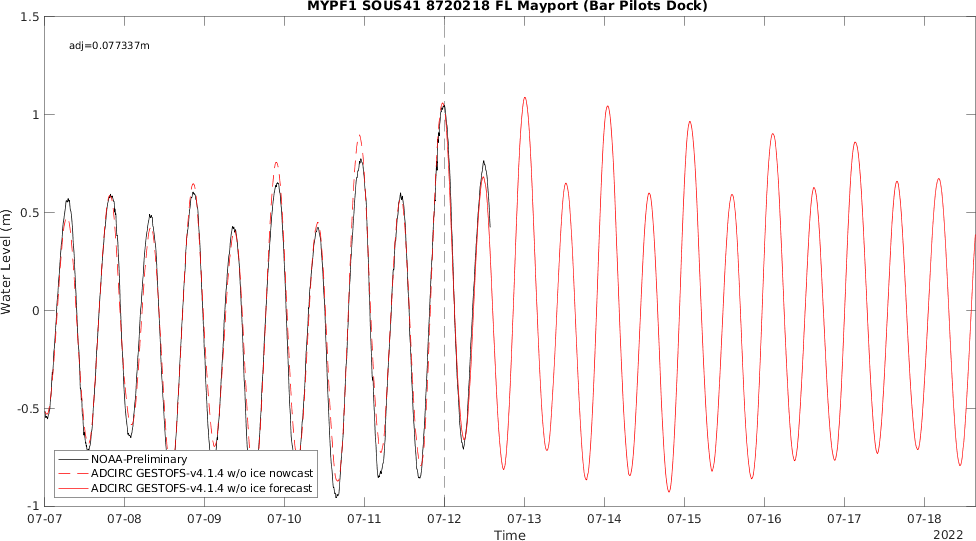 MYPF1 SOUS41 8720218 FL Mayport (Bar Pilots Dock)
1.5
adj=0.077337m
1
0.5
0
-0.5
-1
Water Level (m)
NOAA-Preliminary
ADCIRC GESTOFS-v4.1.4 w/o ice nowcast
ADCIRC GESTOFS-v4.1.4 w/o ice forecast
07-07 07-08 07-09 07-10 07-11 07-12 07-13 07-14 07-15 07-16 07-17 07-18
Time
2022